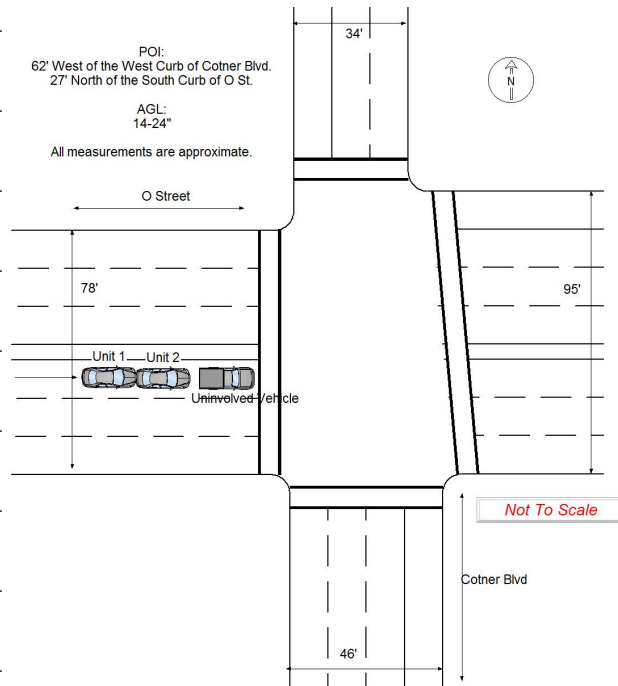 POI:
62' West of the West Curb of Cotner Blvd.
27' North of the South Curb of O St.
AGL:
14-24"
All measurements are approximate.
34'
N
O Street
78'
95'
Unit 1
Unit 2
Uninvolved Vehicle
Not To Scale
Cotner Blvd
46'